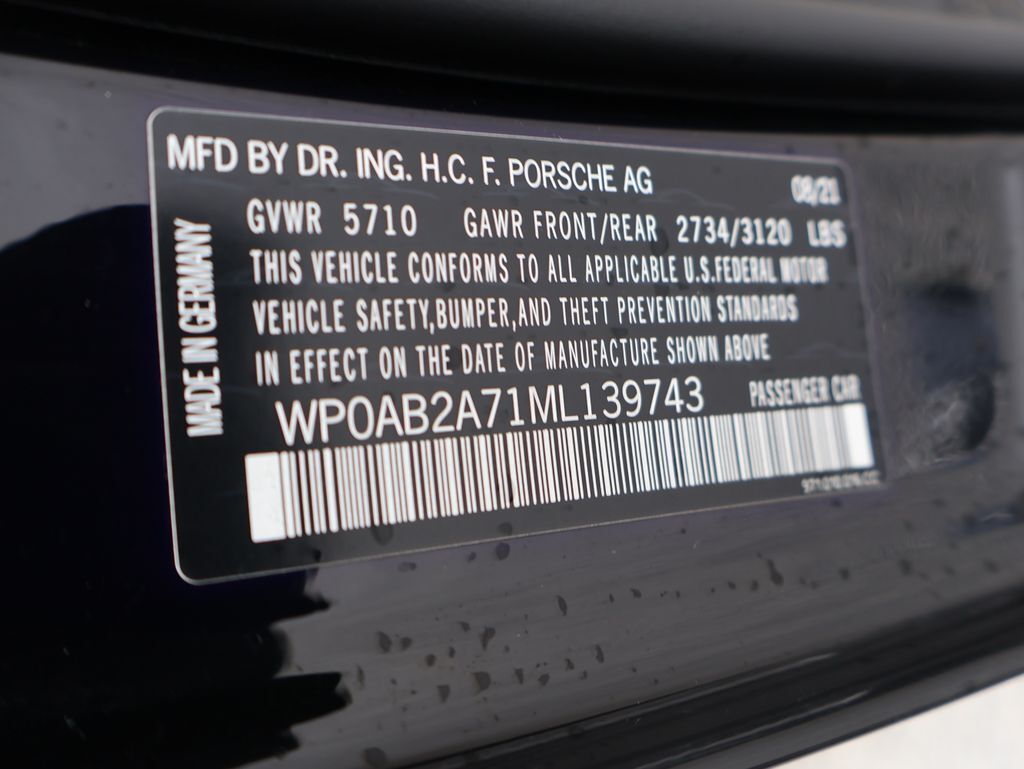 MFD BY DR. ING. H.C. F. PORSCHE AG 08/21
GVWR 5710 GAWR FRONT/REAR 2734/3120 LBS
THIS VEHICLE CONFORMS TO ALL APPLICABLE U.S.FEDERAL MOTOR
VEHICLE SAFETY,BUMPER,AND THEFT PREVENTION STANDARDS
IN EFFECT ON THE DATE OF MANUFACTURE SHOWN ABOVE
WP0AB2A71ML139743 PASSENGER CAR
MADE IN GERMANY